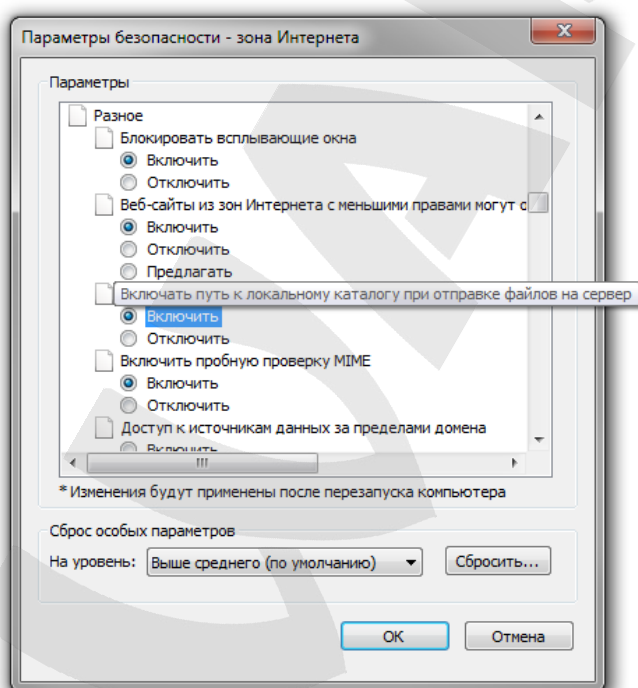 Параметры безопасности - зона Интернета
Параметры
Разное
Блокировать всплывающие окна
Включить
Отключить
Веб-сайты из зон Интернета с меньшими правами могут
Включить
Отключить
Предлагать
Включать путь к локальному каталогу при отправке файлов на сервер
Включить
Отключить
Включить пробную проверку MIME
Включить
Отключить
Доступ к источникам данных за пределами домена
Включить
* Изменения будут применены после перезапуска компьютера
Сброс особых параметров
На уровень: Выше среднего (по умолчанию) Сбросить...
ОК Отмена